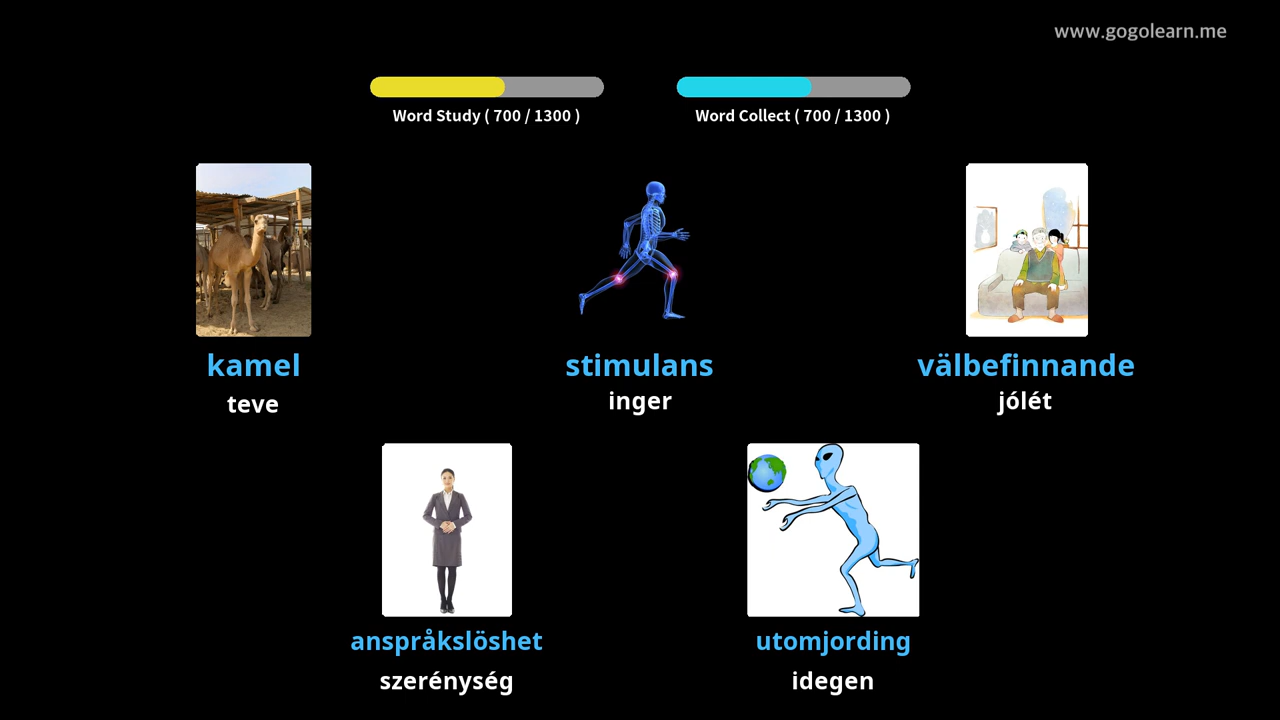 www.gogolearn.me
Word Study ( 700 / 1300 )
Word Collect ( 700 / 1300 )
kamel
teve
stimulans
inger
välbefinnande
jólét
anspråkslöshet
szerénység
utomjording
idegen